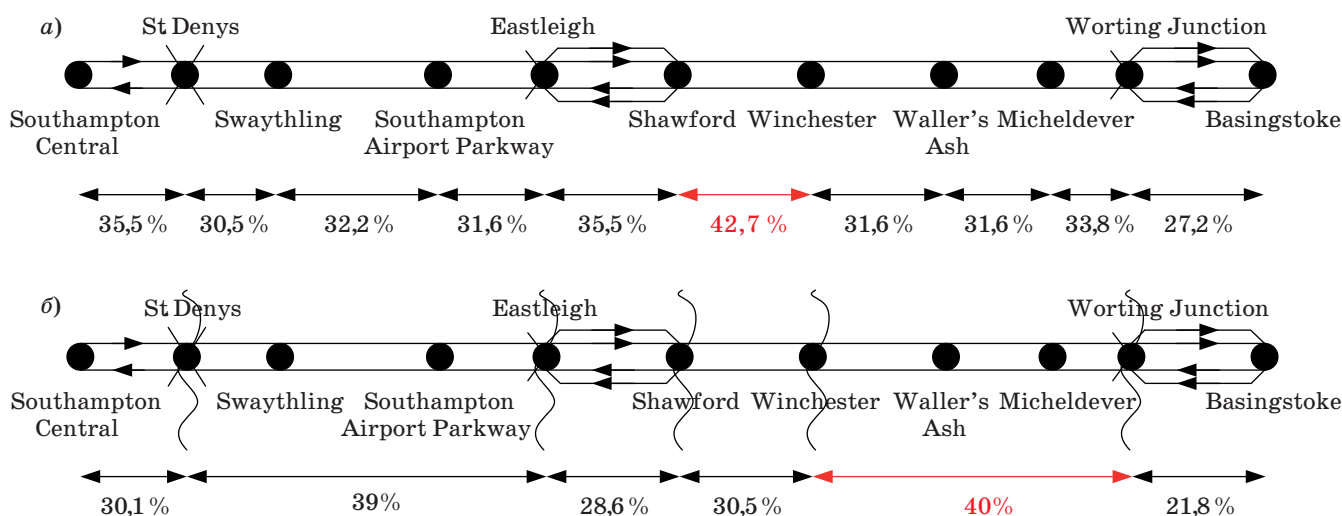 а)
St Denys
Eastleigh
Worting Junction
Southampton Central
Swaythling
Southampton Airport Parkway
Shawford
Winchester
Waller's Ash
Micheldever
Basingstoke
35,5 %
30,5 %
32,2 %
31,6 %
35,5 %
42,7 %
31,6 %
31,6 %
33,8 %
27,2 %
б)
St Denys
Eastleigh
Worting Junction
Southampton Central
Swaythling
Southampton Airport Parkway
Shawford
Winchester
Waller's Ash
Micheldever
Basingstoke
30,1 %
39%
28,6 %
30,5 %
40%
21,8 %